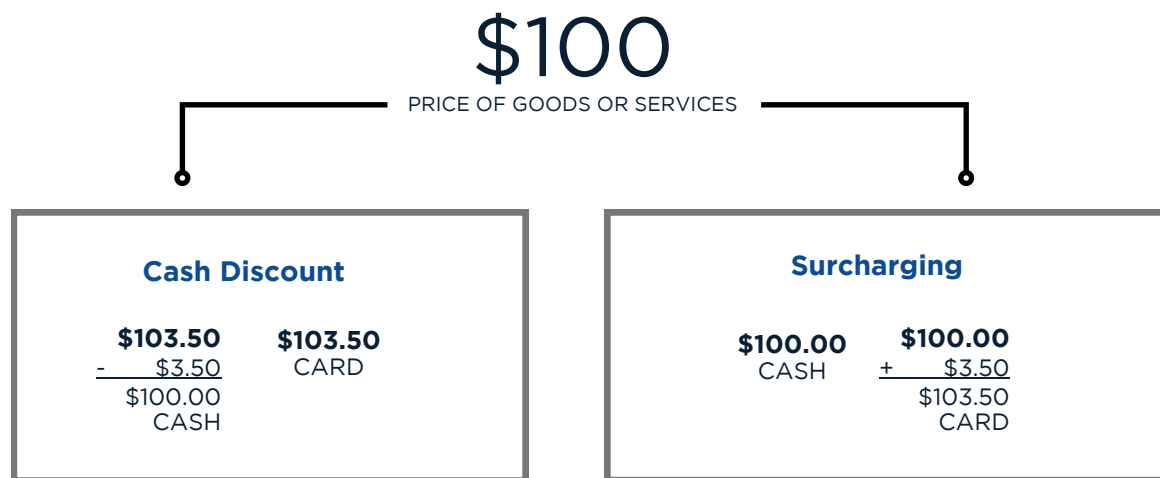 $100
PRICE OF GOODS OR SERVICES
Cash Discount
$103.50
- $3.50
$100.00
CASH
$103.50
CARD
Surcharging
$100.00
CASH
$100.00
+ $3.50
$103.50
CARD